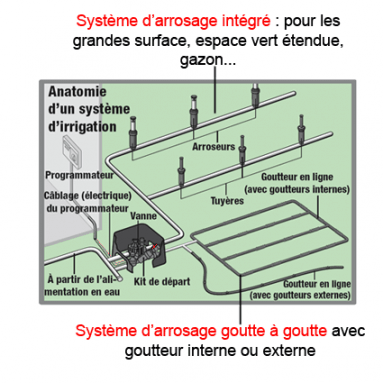 Système d'arrosage intégré : pour les
grandes surface, espace vert étendue,
gazon...
Anatomie
d'un système
d'irrigation
Arroseurs
Programmateur
Goutteur en ligne
(avec goutteurs internes)
Câblage (électrique)
du programmateur
Tuyères
Vanne
À partir de l'ali-
mentation en eau
Kit de départ
Goutteur en ligne
(avec goutteurs externes)
Système d'arrosage goutte à goutte avec
goutteur interne ou externe